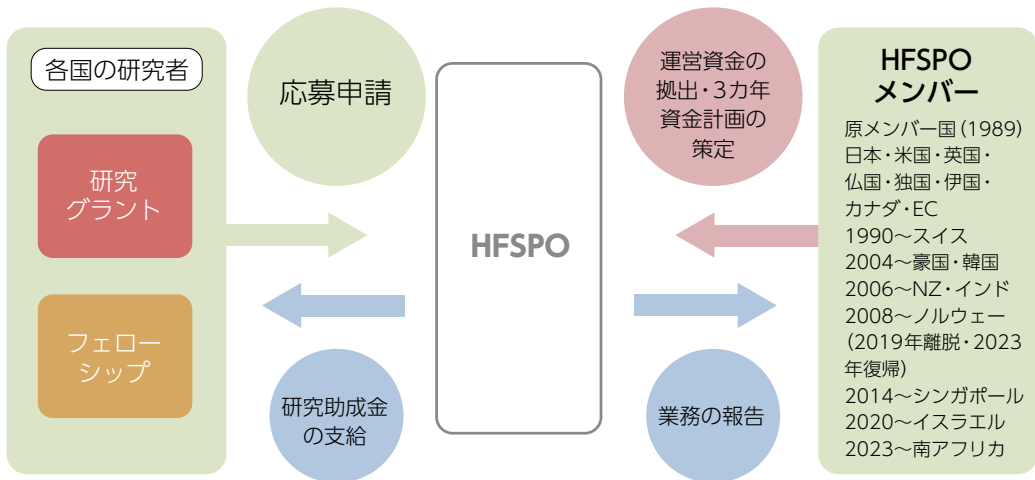 各国の研究者
研究
グラント
フェロー
シップ
応募申請
研究助成金
の支給
HFSPO
運営資金の
拠出・3カ年
資金計画の
策定
業務の報告
HFSPO
メンバー
原メンバー国(1989)
日本・米国・英国・
仏国・独国・伊国・
カナダ・EC
1990～スイス
2004～豪国・韓国
2006～NZ・インド
2008～ノルウェー
(2019年離脱・2023
年復帰)
2014～シンガポール
2020～イスラエル
2023～南アフリカ